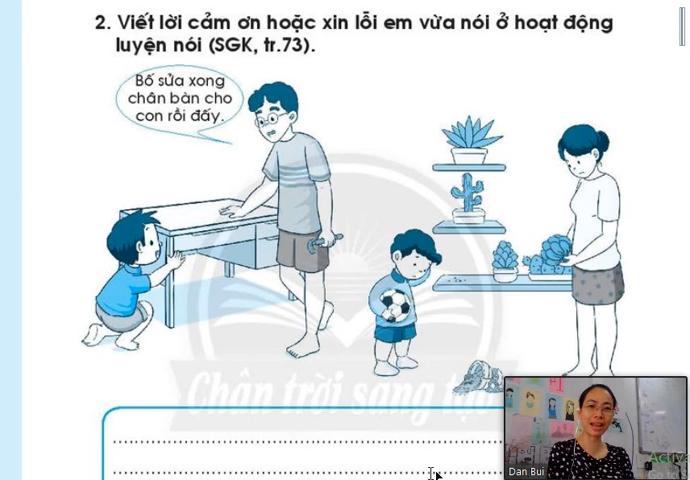 2. Viết lời cảm ơn hoặc xin lỗi em vừa nói ở hoạt động
luyện nói (SGK, tr.73).
Bố sửa xong
chân bàn cho
con rồi đấy.
Chân trời sáng tạo
Dan Bui